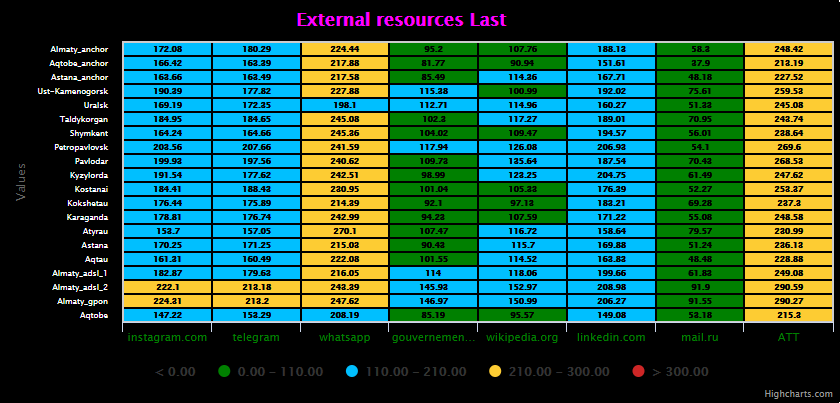 External resources Last
Values
Almaty_anchor 172.08 180.29 224.44 95.2 107.76 188.13 58.3 248.42
Aqtobe_anchor 166.42 163.39 217.88 81.77 90.94 151.61 37.9 213.19
Astana_anchor 163.66 163.49 217.58 85.49 114.36 167.71 48.18 227.52
Ust-Kamenogorsk 190.39 177.82 227.88 115.38 100.99 192.02 75.61 259.53
Uralsk 169.19 172.35 198.1 112.71 114.96 160.27 51.33 245.08
Taldykorgan 184.95 184.65 245.08 102.3 117.27 189.01 70.95 243.74
Shymkent 164.24 164.66 245.36 104.02 109.47 194.57 56.01 238.64
Petropavlovsk 203.56 207.66 241.59 117.94 126.08 206.93 54.1 269.6
Pavlodar 199.93 197.56 240.62 109.73 135.64 187.54 70.43 268.53
Kyzylorda 191.54 177.62 242.51 98.99 123.25 204.75 61.49 247.62
Kostanai 184.41 188.43 230.95 101.04 105.33 176.39 52.27 253.37
Kokshetau 176.44 175.89 214.39 92.1 97.13 183.21 69.28 237.3
Karaganda 178.81 176.74 242.99 94.23 107.59 171.22 55.08 248.58
Atyrau 153.7 157.05 270.1 107.47 116.72 158.64 79.57 230.99
Astana 170.25 171.25 215.03 90.43 115.7 169.88 51.24 236.13
Aqtau 161.31 160.49 222.08 101.55 114.52 163.83 48.48 228.88
Almaty_adsl_1 182.87 179.63 216.05 114 118.06 199.66 61.83 249.08
Almaty_adsl_2 222.1 213.18 243.39 145.93 152.97 208.98 91.9 290.59
Almaty_gpon 224.31 213.2 247.62 146.97 150.99 206.27 91.55 290.27
Aqtobe 147.22 153.29 208.19 85.19 95.57 149.08 53.18 215.3
instagram.com telegram whatsapp gouvernemen... wikipedia.org linkedin.com mail.ru ATT
< 0.00 0.00 – 110.00 110.00 – 210.00 210.00 – 300.00 > 300.00
Highcharts.com